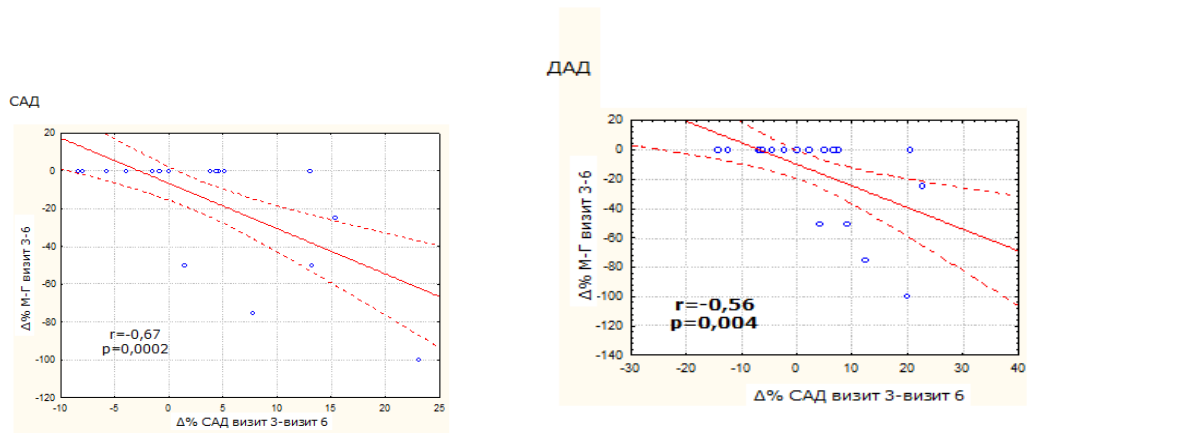 САД
20
0
-20
-40
-60
-80
-100
-120
Δ% М-Г визит 3-6
r=-0,67
p=0,0002
-10 -5 0 5 10 15 20 25
Δ% САД визит 3-визит 6
ДАД
20
0
-20
-40
-60
-80
-100
-120
-140
Δ% М-Г визит 3-6
r=-0,56
p=0,004
-30 -20 -10 0 10 20 30 40
Δ% САД визит 3-визит 6